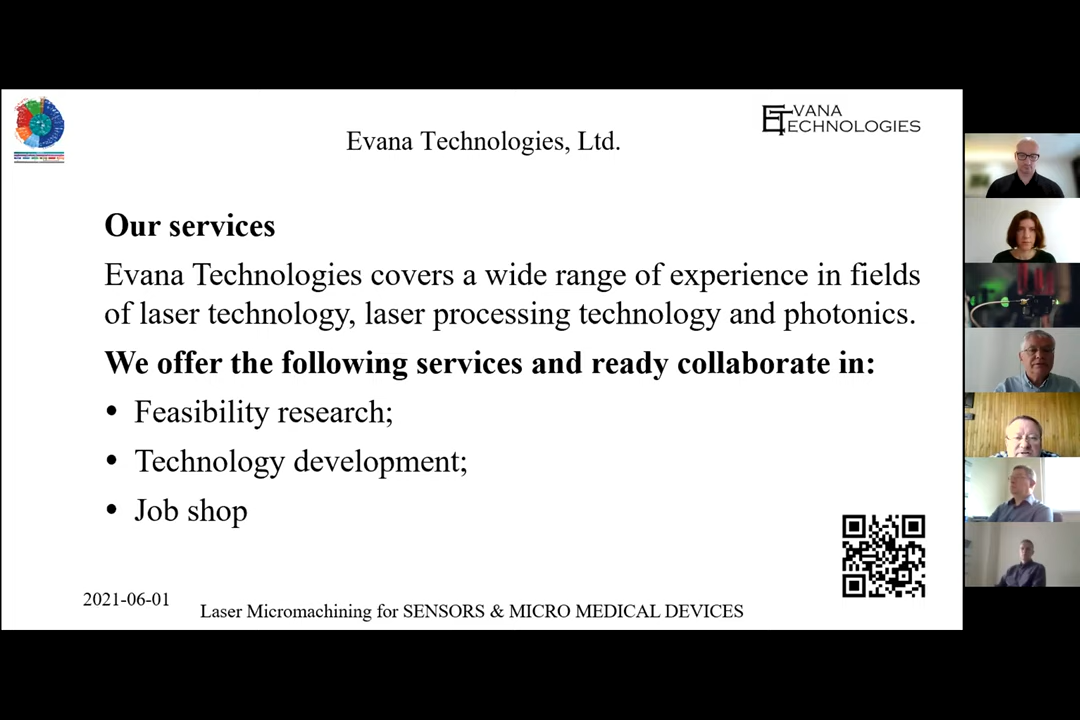 EVANA
TECHNOLOGIES
Evana Technologies, Ltd.
Our services
Evana Technologies covers a wide range of experience in fields
of laser technology, laser processing technology and photonics.
We offer the following services and ready collaborate in:
• Feasibility research;
• Technology development;
• Job shop
2021-06-01
Laser Micromachining for SENSORS & MICRO MEDICAL DEVICES